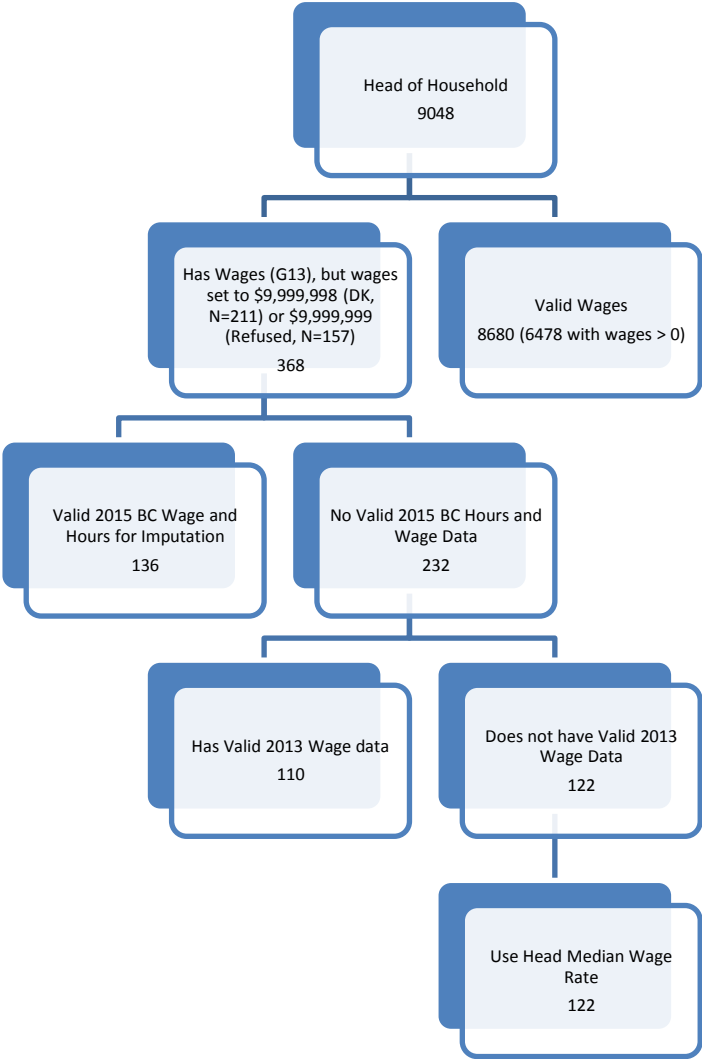 Head of Household
9048
Has Wages (G13), but wages
set to $9,999,998 (DK,
N=211) or $9,999,999
(Refused, N=157)
368
Valid Wages
8680 (6478 with wages > 0)
Valid 2015 BC Wage and
Hours for Imputation
136
No Valid 2015 BC Hours and
Wage Data
232
Has Valid 2013 Wage data
110
Does not have Valid 2013
Wage Data
122
Use Head Median Wage
Rate
122